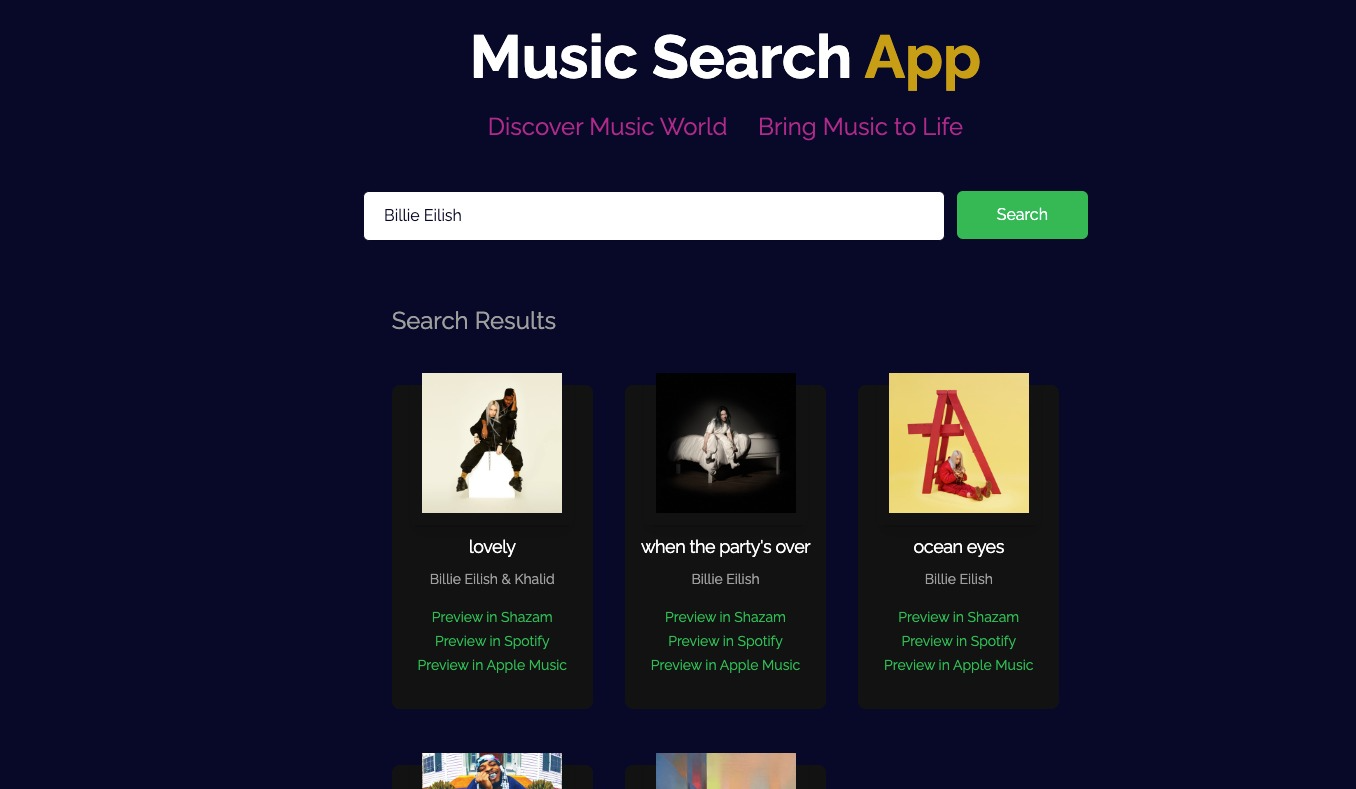 Music Search App
Discover Music World Bring Music to Life
Billie Eilish Search
Search Results
lovely
Billie Eilish & Khalid
Preview in Shazam
Preview in Spotify
Preview in Apple Music
when the party's over
Billie Eilish
Preview in Shazam
Preview in Spotify
Preview in Apple Music
ocean eyes
Billie Eilish
Preview in Shazam
Preview in Spotify
Preview in Apple Music